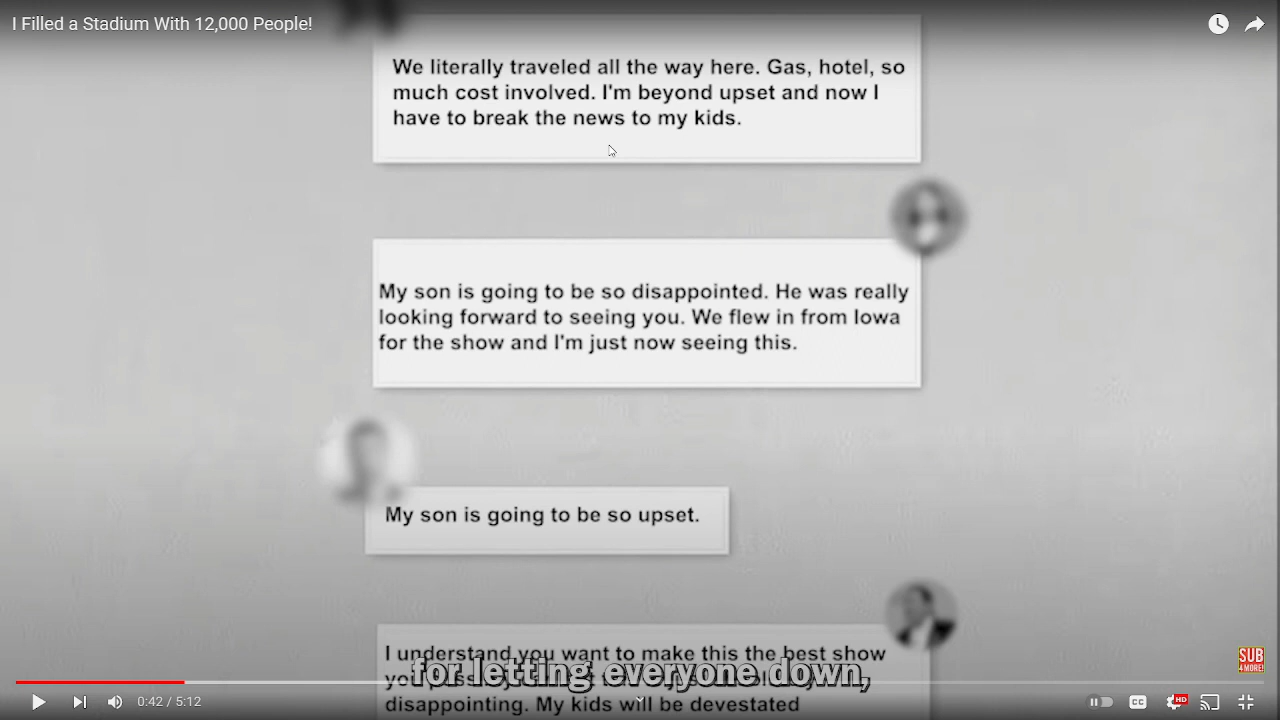 I Filled a Stadium With 12,000 People!
We literally traveled all the way here. Gas, hotel, so
much cost involved. I'm beyond upset and now I
have to break the news to my kids.
My son is going to be so disappointed. He was really
looking forward to seeing you. We flew in from Iowa
for the show and I'm just now seeing this.
My son is going to be so upset.
I understand you want to make this the best show
for letting everyone down,
disappointing. My kids will be devestated
SUB
4 MORE!
0:42 / 5:12
CC
HD